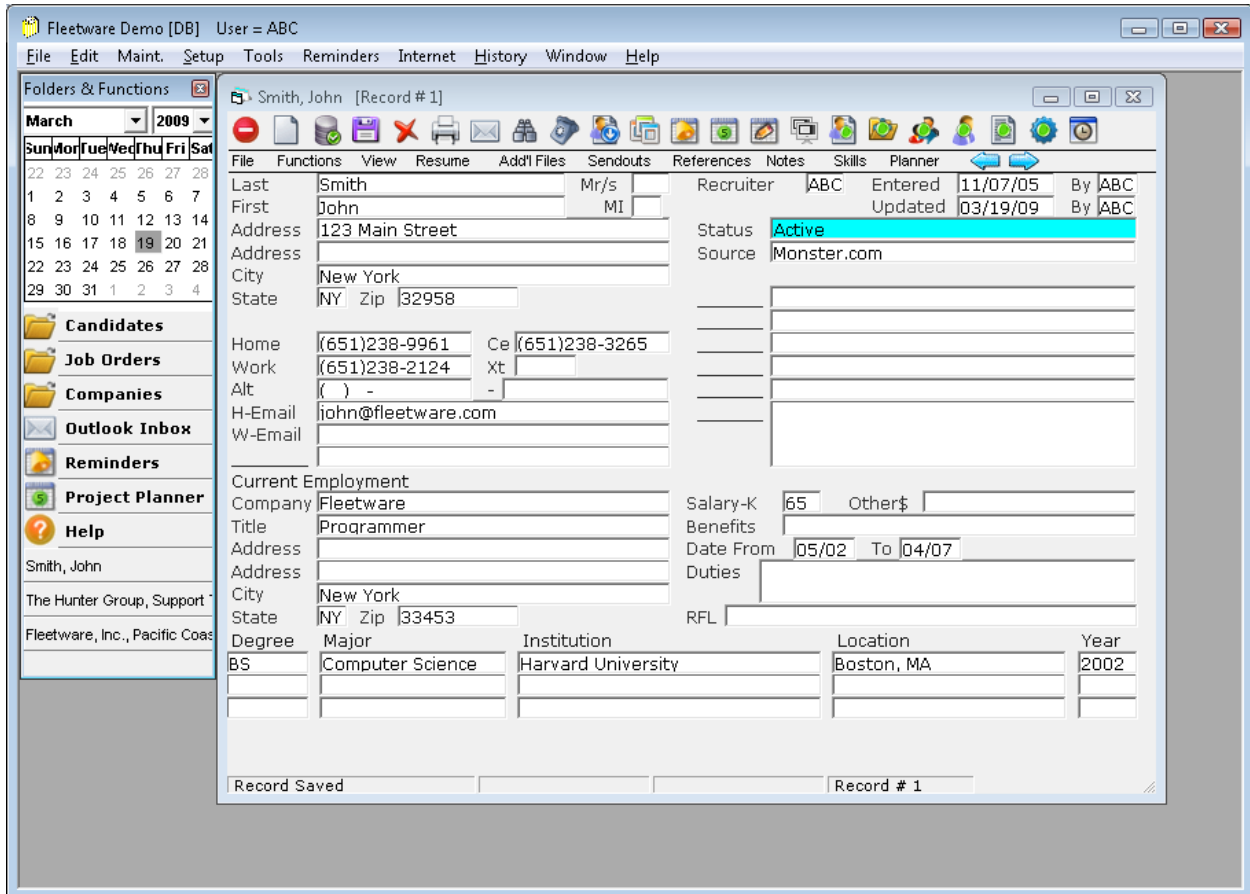 Fleetware Demo [DB] User = ABC
File Edit Maint. Setup Tools Reminders Internet History Window Help
Folders & Functions
March 2009
Sun Mon Tue Wed Thu Fri Sat
22 23 24 25 26 27 28
1 2 3 4 5 6 7
8 9 10 11 12 13 14
15 16 17 18 19 20 21
22 23 24 25 26 27 28
29 30 31 1 2 3 4
Candidates
Job Orders
Companies
Outlook Inbox
Reminders
Project Planner
Help
Smith, John
The Hunter Group, Support
Fleetware, Inc., Pacific Coas
Smith, John [Record # 1]
File Functions View Resume Add'l Files Sendouts References Notes Skills Planner
Last Smith Mr/s Recruiter ABC Entered 11/07/05 By ABC
First John MI Updated 03/19/09 By ABC
Address 123 Main Street Status Active
Address Source Monster.com
City New York
State NY Zip 32958
Home (651)238-9961 Ce (651)238-3265
Work (651)238-2124 Xt
Alt ( ) - -
H-Email john@fleetware.com
W-Email
Current Employment
Company Fleetware Salary-K 65 Other$
Title Programmer Benefits
Address Date From 05/02 To 04/07
Address Duties
City New York
State NY Zip 33453 RFL
Degree Major Institution Location Year
BS Computer Science Harvard University Boston, MA 2002
Record Saved Record # 1